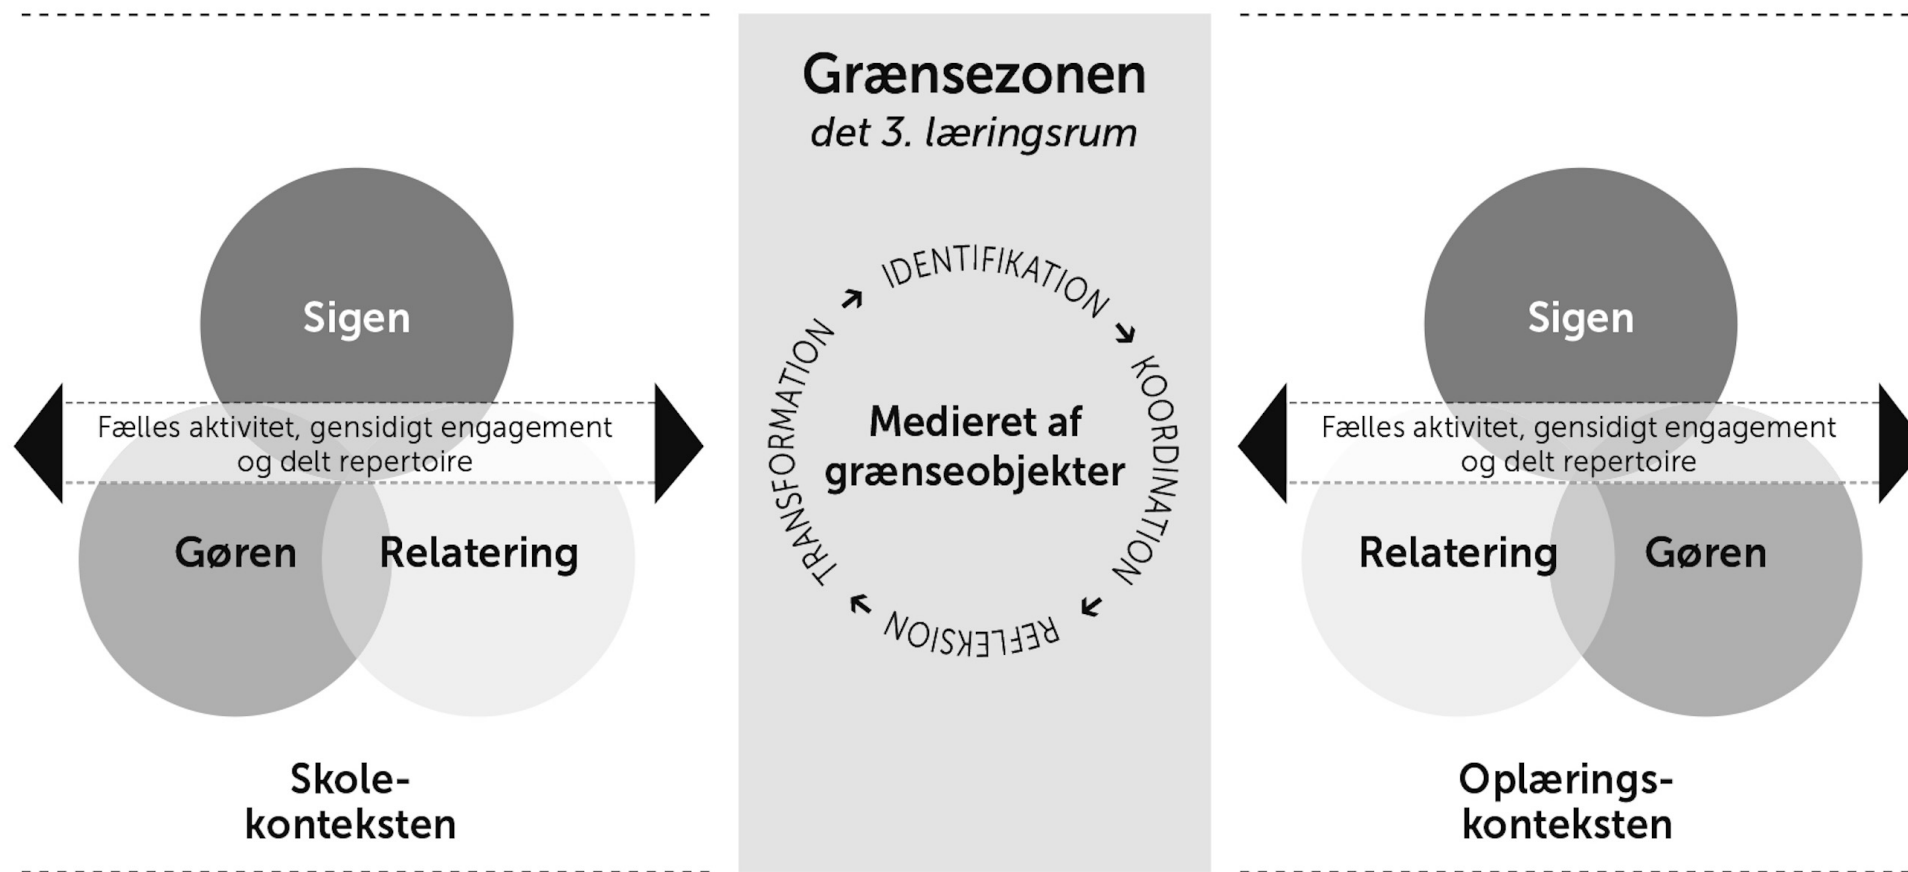 Sigen
Fælles aktivitet, gensidigt engagement
og delt repertoire
Gøren
Relatering
Skole-
konteksten
Grænsezonen
det 3. læringsrum
IDENTIFIKATION
KOORDINATION
REFLEKSION
TRANSFORMATION
Medieret af
grænseobjekter
Sigen
Fælles aktivitet, gensidigt engagement
og delt repertoire
Relatering
Gøren
Oplærings-
konteksten